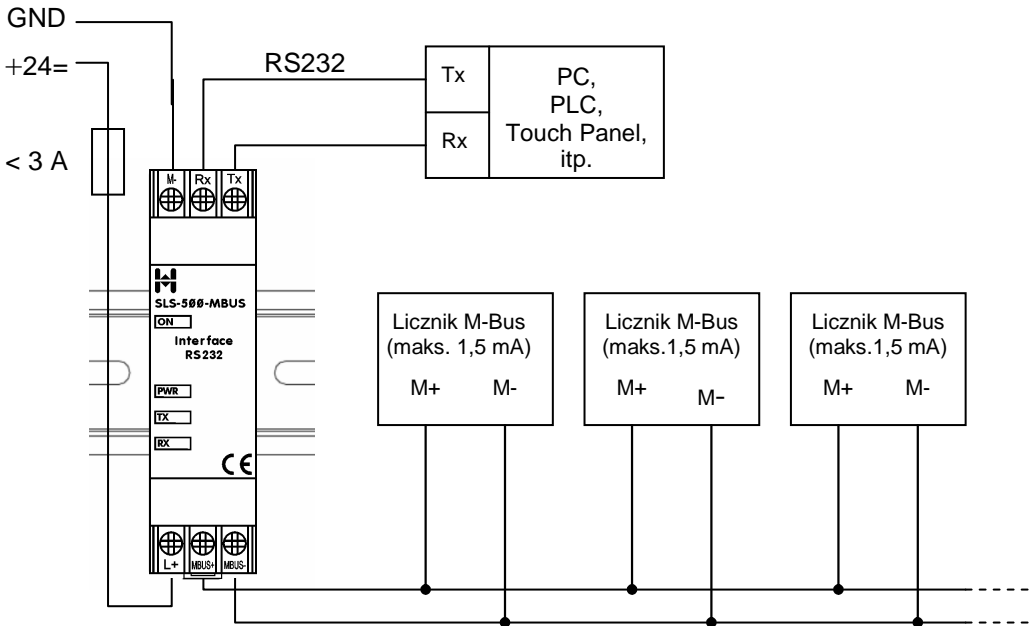 GND
+24=
< 3 A
RS232
Tx
Rx
PC,
PLC,
Touch Panel,
itp.
M-
Rx
Tx
SLS-500-MBUS
ON
Interface
RS232
PWR
TX
RX
CE
L+
MBUS+
MBUS-
Licznik M-Bus
(maks. 1,5 mA)
M+
M-
Licznik M-Bus
(maks.1,5 mA)
M+
M-
Licznik M-Bus
(maks.1,5 mA)
M+
M-